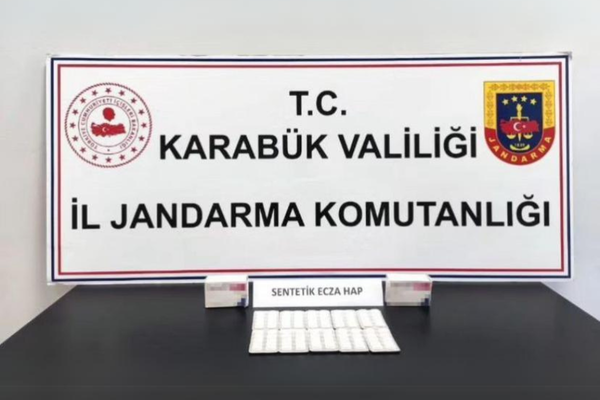 T.C.
KARABÜK VALİLİĞİ
İL JANDARMA KOMUTANLIĞI
JANDARMA
SENTETİK ECZA HAP